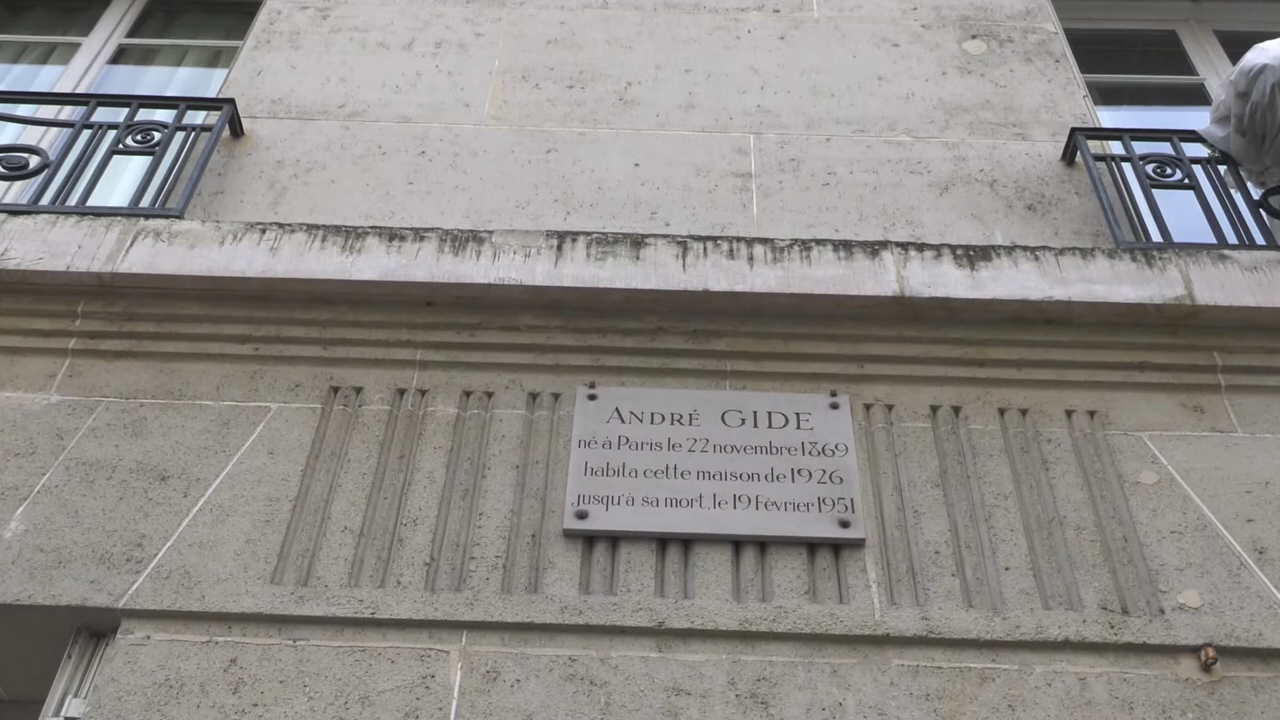 ANDRÉ GIDE
né à Paris le 22 novembre 1869
habita cette maison de 1926
jusqu'à sa mort, le 19 Février 1951